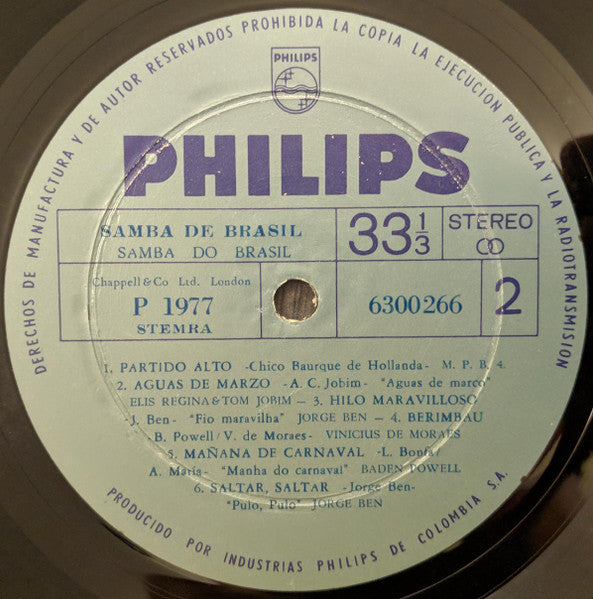 DERECHOS DE MANUFACTURA Y DE AUTOR RESERVADOS PROHIBIDA LA COPIA LA EJECUCION PUBLICA Y LA RADIOTRANSMISION
PHILIPS
PHILIPS
SAMBA DE BRASIL
SAMBA DO BRASIL
33 1/3
STEREO
Chappell & Co Ltd. London
P 1977
STEMRA
6300266
2
1. PARTIDO ALTO -Chico Baurque de Hollanda- M. P. B. 4.
2. AGUAS DE MARZO -A. C. Jobim- "Aguas de marco"
ELIS REGINA & TOM JOBIM - 3. HILO MARAVILLOSO
J. Ben- "Fio maravilha" JORGE BEN - 4. BERIMBAU
B. Powell/V. de Moraes- VINICIUS DE MORAES
5. MAÑANA DE CARNAVAL -L. Bonfa/
A. Maria- "Manha do carnaval" BADEN POWELL
6. SALTAR, SALTAR -Jorge Ben-
"Pulo, Pulo" JORGE BEN
PRODUCIDO POR INDUSTRIAS PHILIPS DE COLOMBIA S.A.